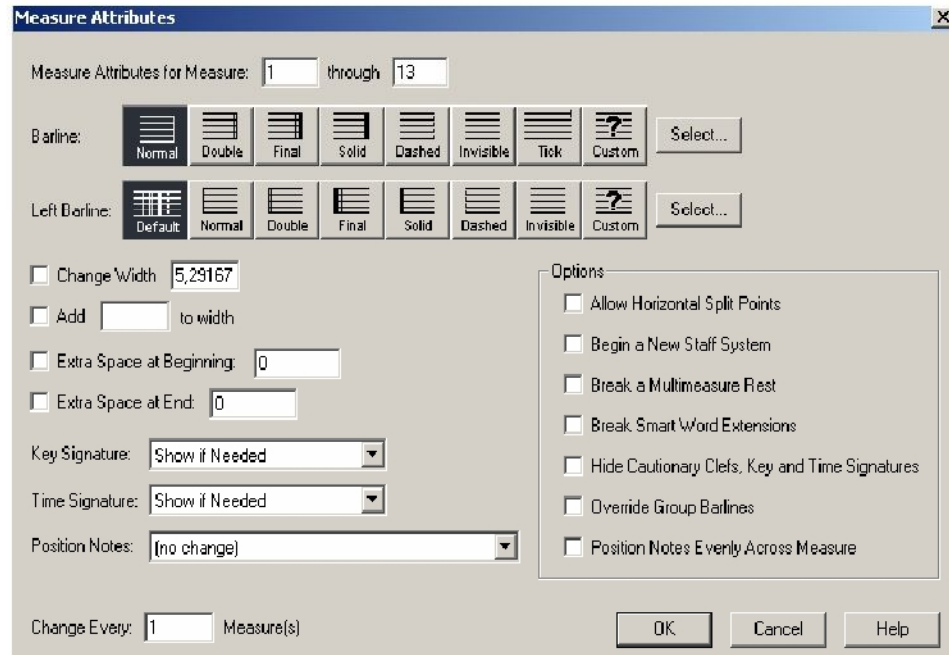 Measure Attributes
Measure Attributes for Measure: 1 through 13
Barline: Normal Double Final Solid Dashed Invisible Tick Custom Select...
Left Barline: Default Normal Double Final Solid Dashed Invisible Custom Select...
Change Width 5,29167
Add to width
Extra Space at Beginning: 0
Extra Space at End: 0
Key Signature: Show if Needed
Time Signature: Show if Needed
Position Notes: (no change)
Options
Allow Horizontal Split Points
Begin a New Staff System
Break a Multimeasure Rest
Break Smart Word Extensions
Hide Cautionary Clefs, Key and Time Signatures
Override Group Barlines
Position Notes Evenly Across Measure
Change Every: 1 Measure(s)
OK Cancel Help